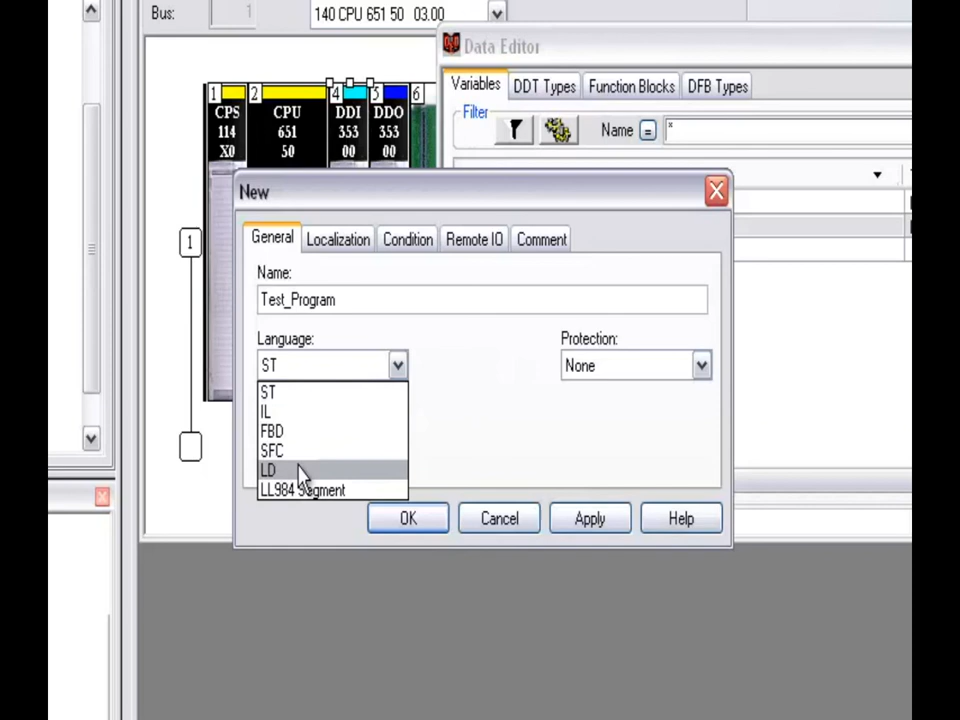 Bus:
1
140 CPU 651 50 03.00
Data Editor
Variables
DDT Types
Function Blocks
DFB Types
Filter
Name
=
*
1
2
4
5
6
CPS
114
X0
CPU
651
50
DDI
353
00
DDO
353
00
1
New
General
Localization
Condition
Remote IO
Comment
Name:
Test_Program
Language:
ST
Protection:
None
ST
IL
FBD
SFC
LD
LL984 Segment
OK
Cancel
Apply
Help